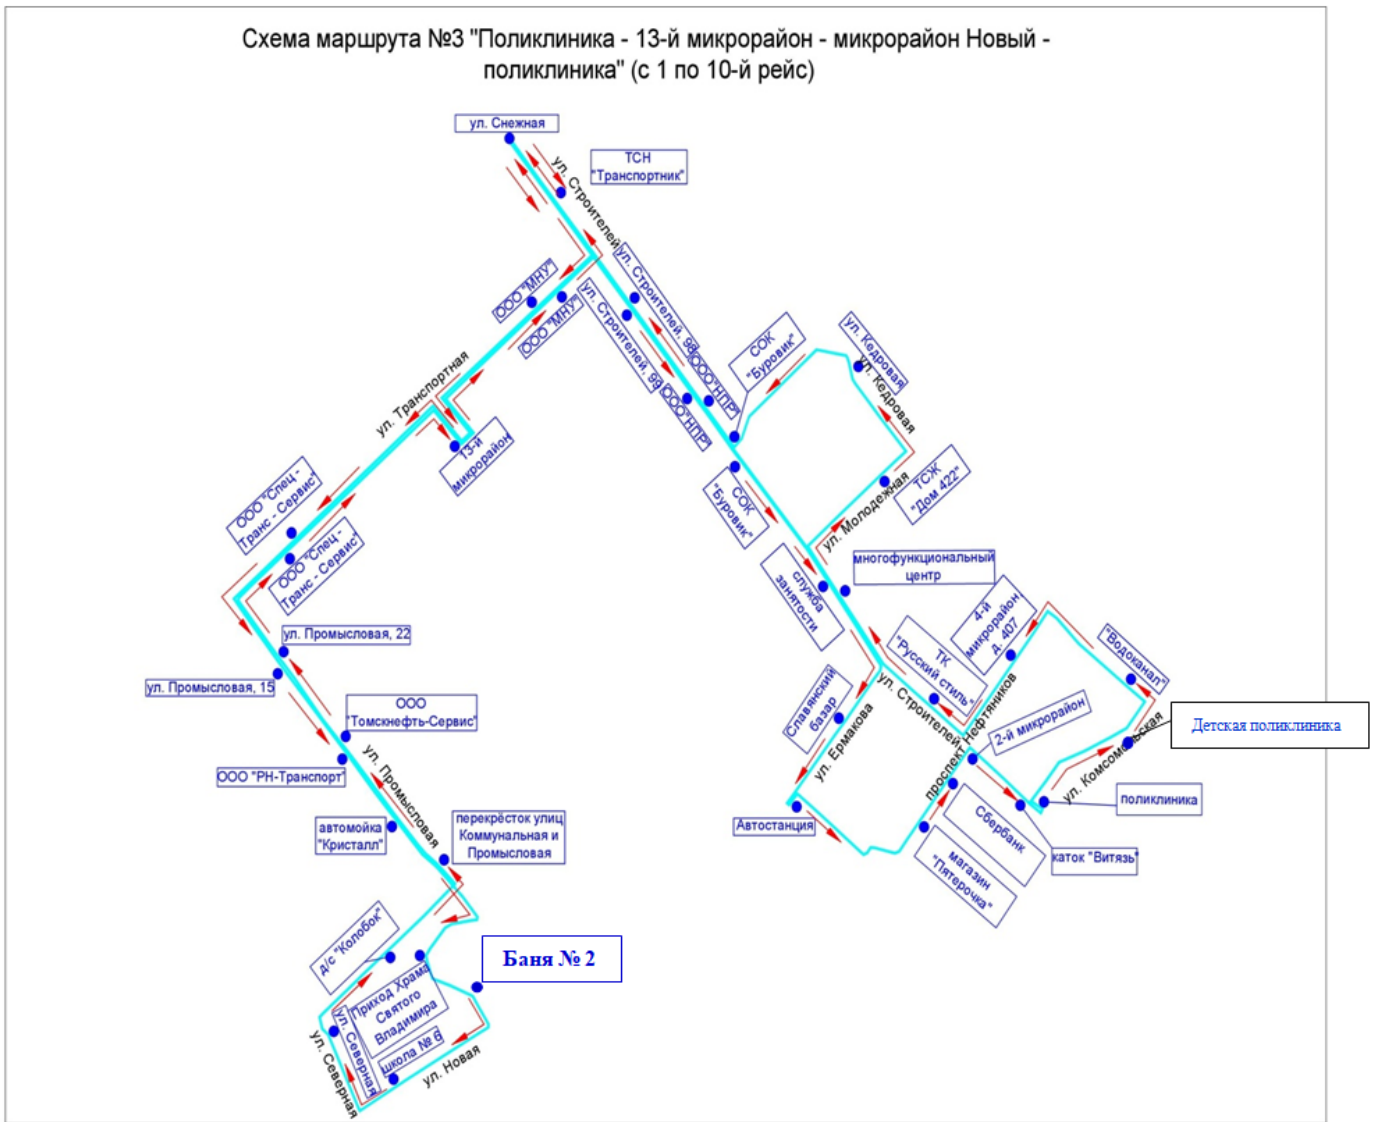 Схема маршрута №3 "Поликлиника - 13-й микрорайон - микрорайон Новый -
поликлиника" (с 1 по 10-й рейс)
ул. Снежная
ТСН
"Транспортник"
ул. Строителей
ООО "МНУ"
ООО "МНУ"
ул. Строителей, 98
ул. Строителей, 99
ООО"НПР"
ООО"НПР"
СОК
"Буровик"
ул. Кедровая
ул. Кедровая
ул. Транспортная
13-й
микрорайон
СОК
"Буровик"
ул. Молодежная
ТСЖ
"Дом 422"
ООО "Спец -
Транс - Сервис"
ООО "Спец -
Транс - Сервис"
служба
занятости
многофункциональный
центр
4-й
микрорайон
д. 407
ТК
"Русский стиль"
"Водоканал"
ул. Промысловая, 22
ул. Промысловая, 15
ООО
"Томскнефть-Сервис"
ООО "РН-Транспорт"
ул. Промысловая
Славянский
базар
ул. Ермакова
ул. Строителей
проспект Нефтяников
2-й микрорайон
ул. Комсомольская
Детская поликлиника
поликлиника
Автостанция
Сбербанк
магазин
"Пятерочка"
каток "Витязь"
автомойка
"Кристалл"
перекрёсток улиц
Коммунальная и
Промысловая
д/с "Колобок"
Приход Храма
Святого
Владимира
Баня № 2
ул. Северная
ул. Северная
школа № 6
ул. Новая